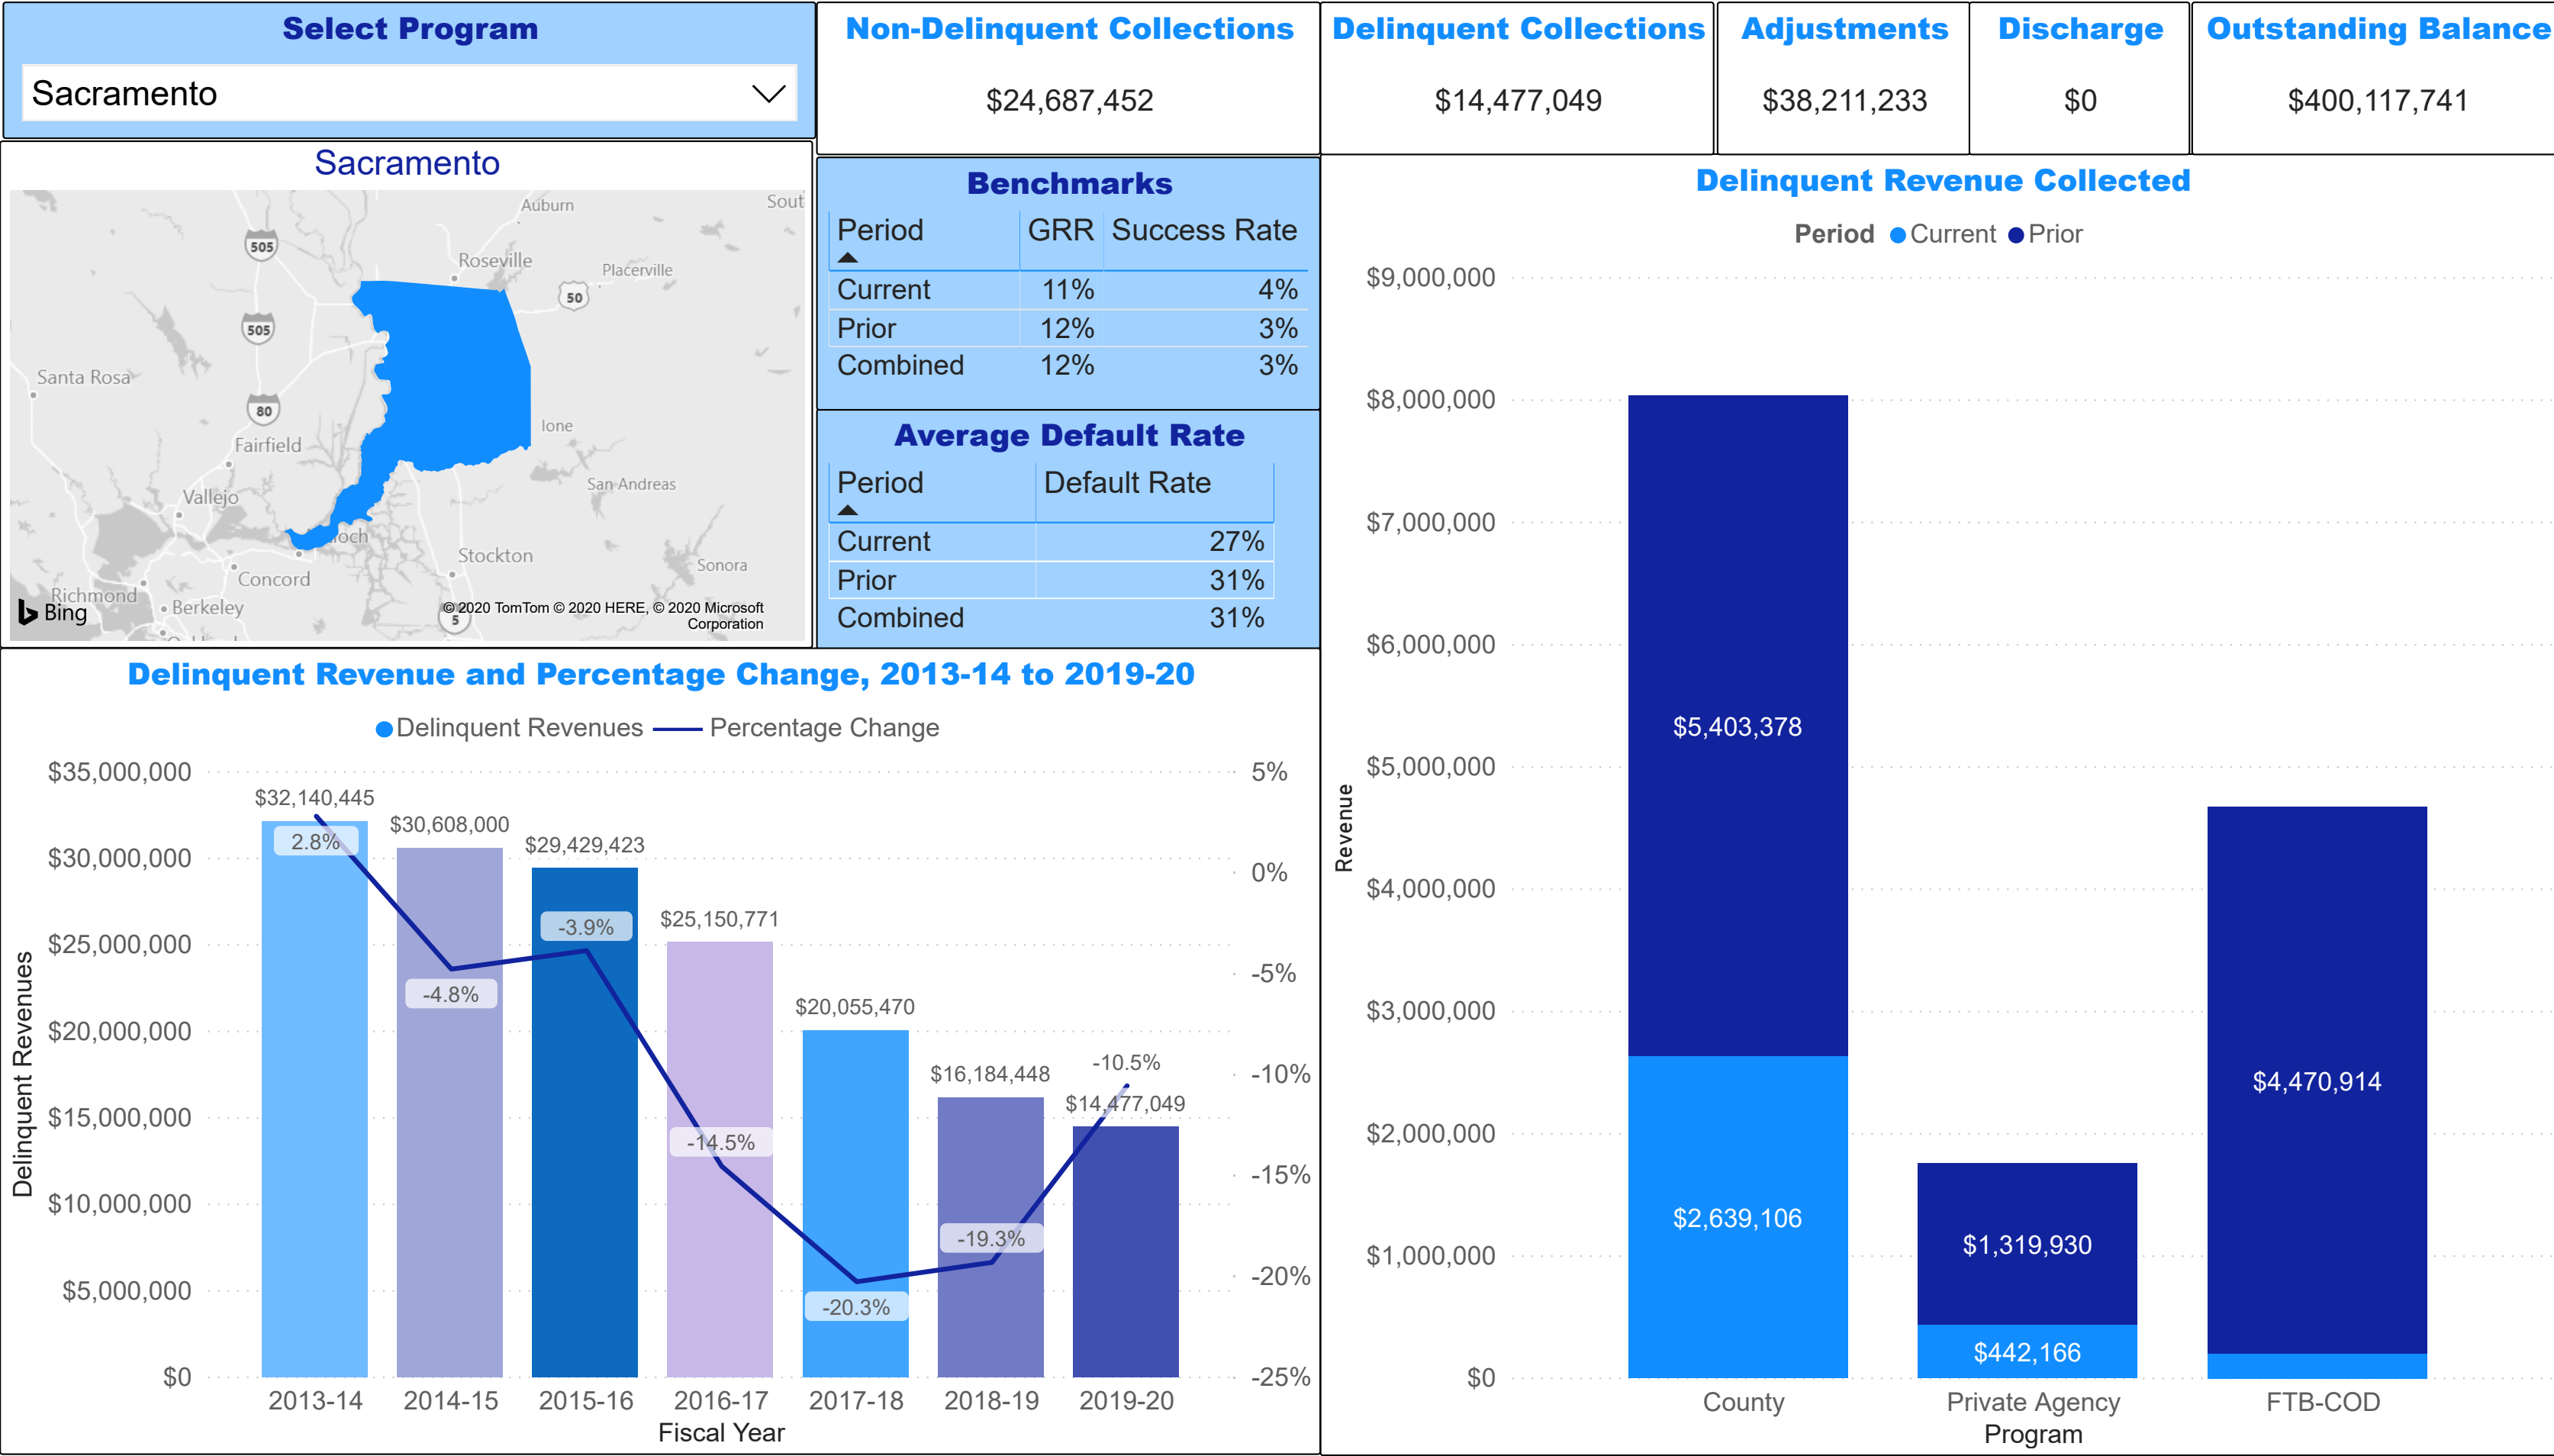 Select Program
Sacramento
Non-Delinquent Collections
$24,687,452
Delinquent Collections
$14,477,049
Adjustments
$38,211,233
Discharge
$0
Outstanding Balance
$400,117,741
Sacramento
Auburn
South
505
Roseville
Placerville
50
505
Santa Rosa
80
Ione
Fairfield
San Andreas
Vallejo
och
Stockton
Sonora
Concord
Richmond
Berkeley
Bing
5
© 2020 TomTom © 2020 HERE, © 2020 Microsoft
Corporation
Benchmarks
Period GRR Success Rate
Current 11% 4%
Prior 12% 3%
Combined 12% 3%
Average Default Rate
Period Default Rate
Current 27%
Prior 31%
Combined 31%
Delinquent Revenue and Percentage Change, 2013-14 to 2019-20
Delinquent Revenues Percentage Change
Delinquent Revenues
$35,000,000
$30,000,000
$25,000,000
$20,000,000
$15,000,000
$10,000,000
$5,000,000
$0
$32,140,445
2.8%
$30,608,000
-4.8%
$29,429,423
-3.9%
$25,150,771
-14.5%
$20,055,470
-20.3%
$16,184,448
-19.3%
-10.5%
$14,477,049
5%
0%
-5%
-10%
-15%
-20%
-25%
2013-14 2014-15 2015-16 2016-17 2017-18 2018-19 2019-20
Fiscal Year
Delinquent Revenue Collected
Period Current Prior
Revenue
$9,000,000
$8,000,000
$7,000,000
$6,000,000
$5,000,000
$4,000,000
$3,000,000
$2,000,000
$1,000,000
$0
$5,403,378
$2,639,106
$1,319,930
$442,166
$4,470,914
County Private Agency FTB-COD
Program